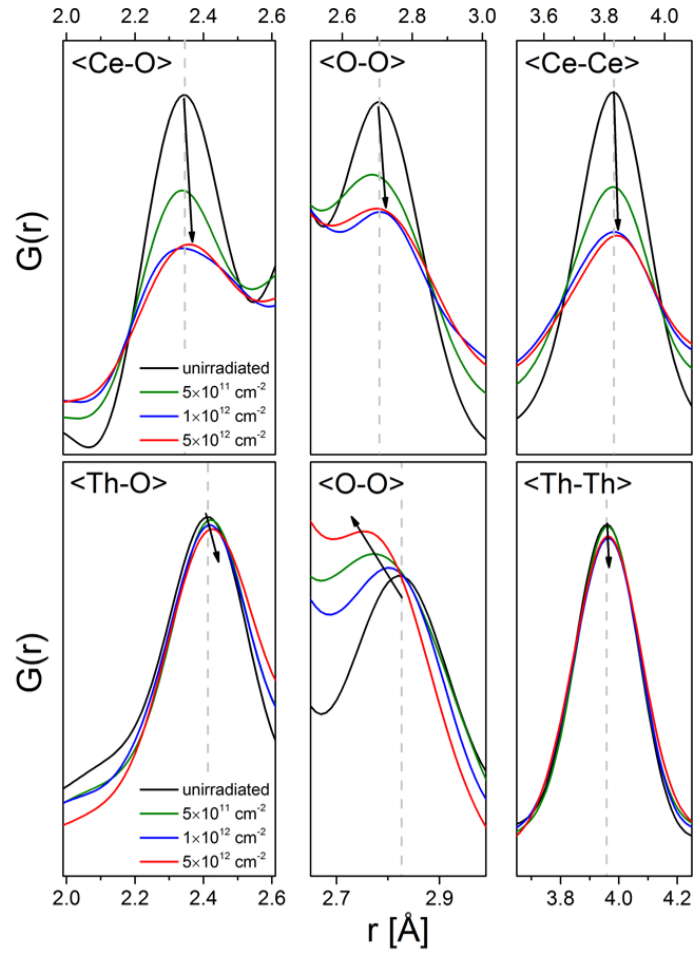 2.0 2.2 2.4 2.6 2.8 3.0 3.6 3.8 4.0
<Ce-O> <O-O> <Ce-Ce>
G(r)
unirradiated
5×10¹¹ cm⁻²
1×10¹² cm⁻²
5×10¹² cm⁻²
<Th-O> <O-O> <Th-Th>
G(r)
unirradiated
5×10¹¹ cm⁻²
1×10¹² cm⁻²
5×10¹² cm⁻²
2.0 2.2 2.4 2.6 2.7 2.9 3.8 4.0 4.2
r [Å]